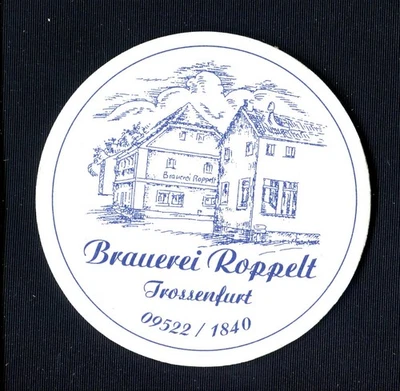 Brauerei Roppelt
Brauerei Roppelt
Trossenfurt
09522 / 1840